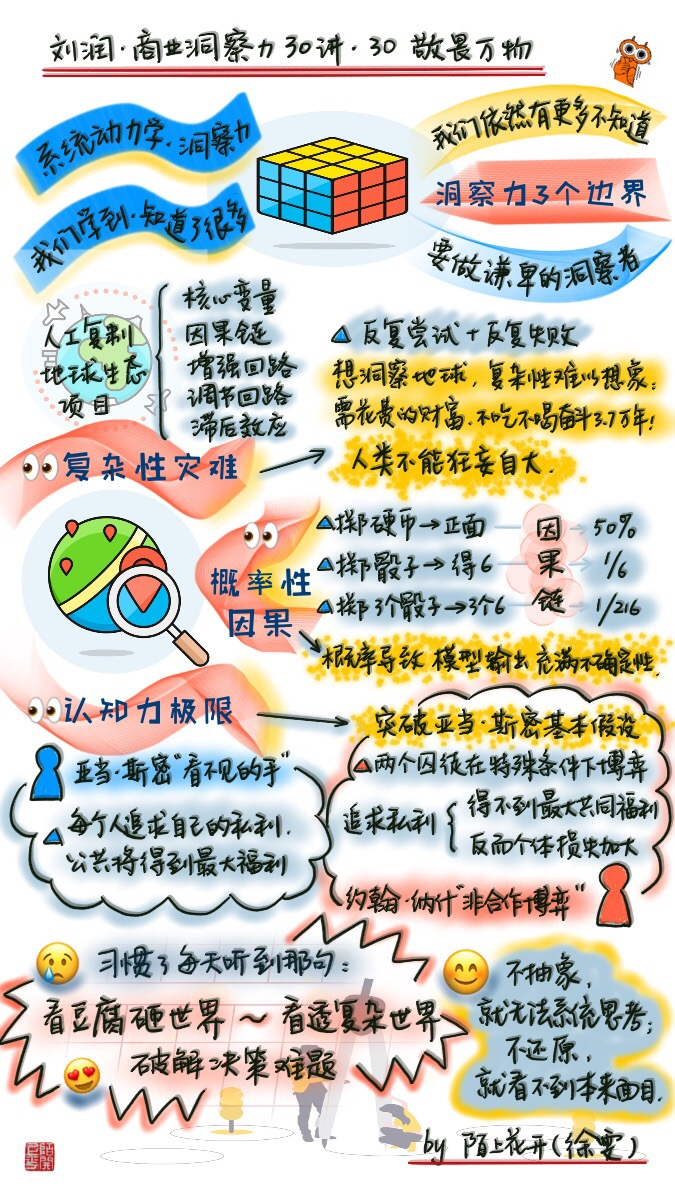 刘润·商业洞察力30讲·30 敬畏万物
系统动力学·洞察力
我们学到·知道了很多
我们依然有更多不知道
洞察力3个边界
要做谦卑的洞察者
人工复制
地球生态
项目
核心变量
因果链
增强回路
调节回路
滞后效应
反复尝试+反复失败
想洞察地球,复杂性难以想象;
需花费的财富,不吃不喝奋斗3.7万年!
复杂性灾难
人类不能狂妄自大.
概率性
因果
掷硬币→正面
掷骰子→得6
掷3个骰子→3个6
因
果
链
50%
1/6
1/216
概率导致 模型输出 充满不确定性.
认知力极限
突破亚当·斯密基本假设
亚当·斯密“看不见的手”
每个人追求自己的私利.
公共将得到最大福利
两个囚徒在特殊条件下博弈
追求私利
得不到最大共同福利
反而个体损失加大
约翰·纳什“非合作博弈”
习惯了每天听到那句:
看豆腐砸世界~看透复杂世界
破解决策难题
不抽象,
就无法系统思考;
不还原,
就看不到本来面目.
by 陌上花开(徐雯)